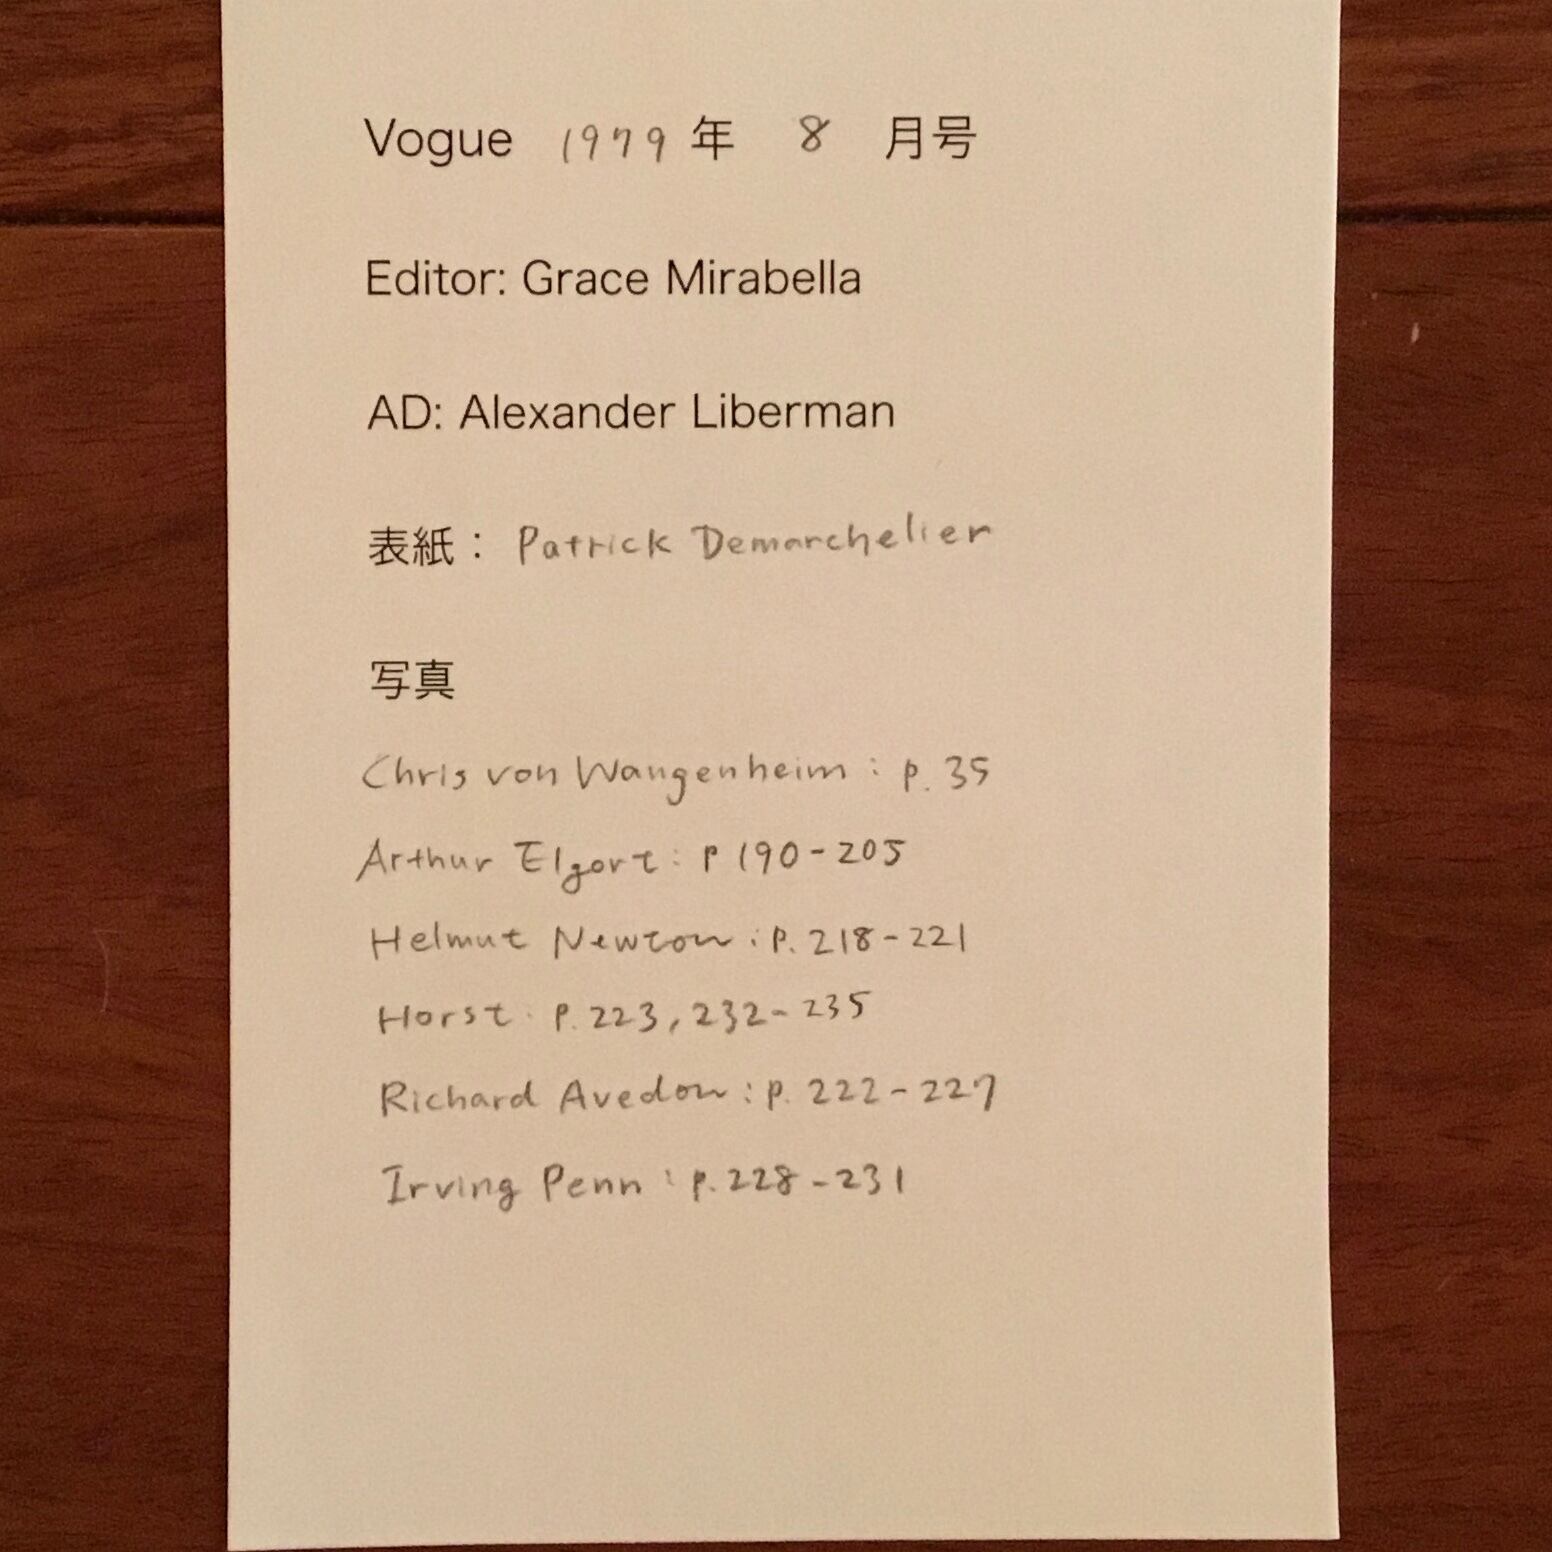 Vogue 1979 年 8 月号
Editor: Grace Mirabella
AD: Alexander Liberman
表紙： Patrick Demarchelier
写真
Chris von Wangenheim : p. 35
Arthur Elgort : P 190-205
Helmut Newton : P. 218-221
Horst : P. 223, 232-235
Richard Avedon : p. 222-227
Irving Penn : p. 228-231